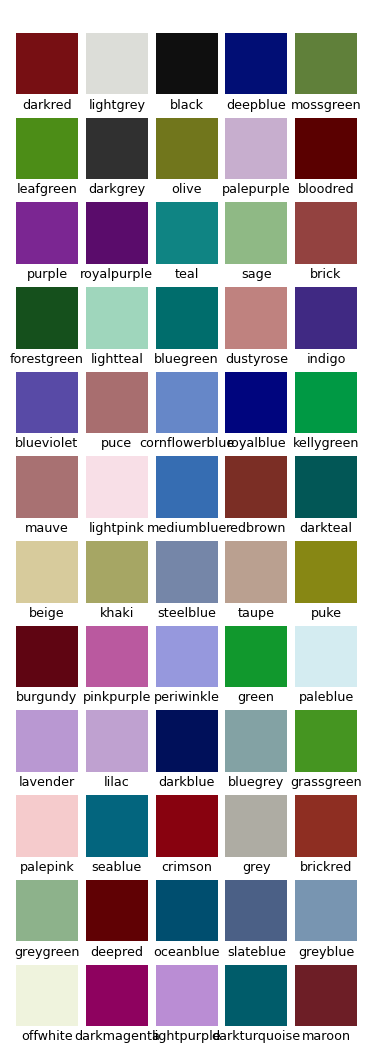 darkred lightgrey black deepblue mossgreen
leafgreen darkgrey olive palepurple bloodred
purple royalpurple teal sage brick
forestgreen lightteal bluegreen dustyrose indigo
blueviolet puce cornflowerblue royalblue kellygreen
mauve lightpink mediumblue redbrown darkteal
beige khaki steelblue taupe puke
burgundy pinkpurple periwinkle green paleblue
lavender lilac darkblue bluegrey grassgreen
palepink seablue crimson grey brickred
greygreen deepred oceanblue slateblue greyblue
offwhite darkmagenta lightpurple darkturquoise maroon